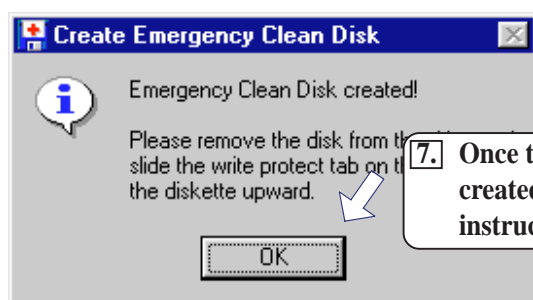 Create Emergency Clean Disk
Emergency Clean Disk created!
Please remove the disk from
slide the write protect tab on
the diskette upward.
OK
7. Once
created